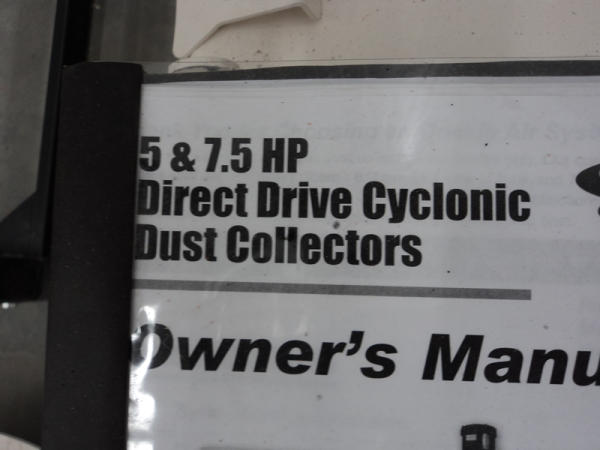 5 & 7.5 HP
Direct Drive Cyclonic
Dust Collectors
Owner's Manu